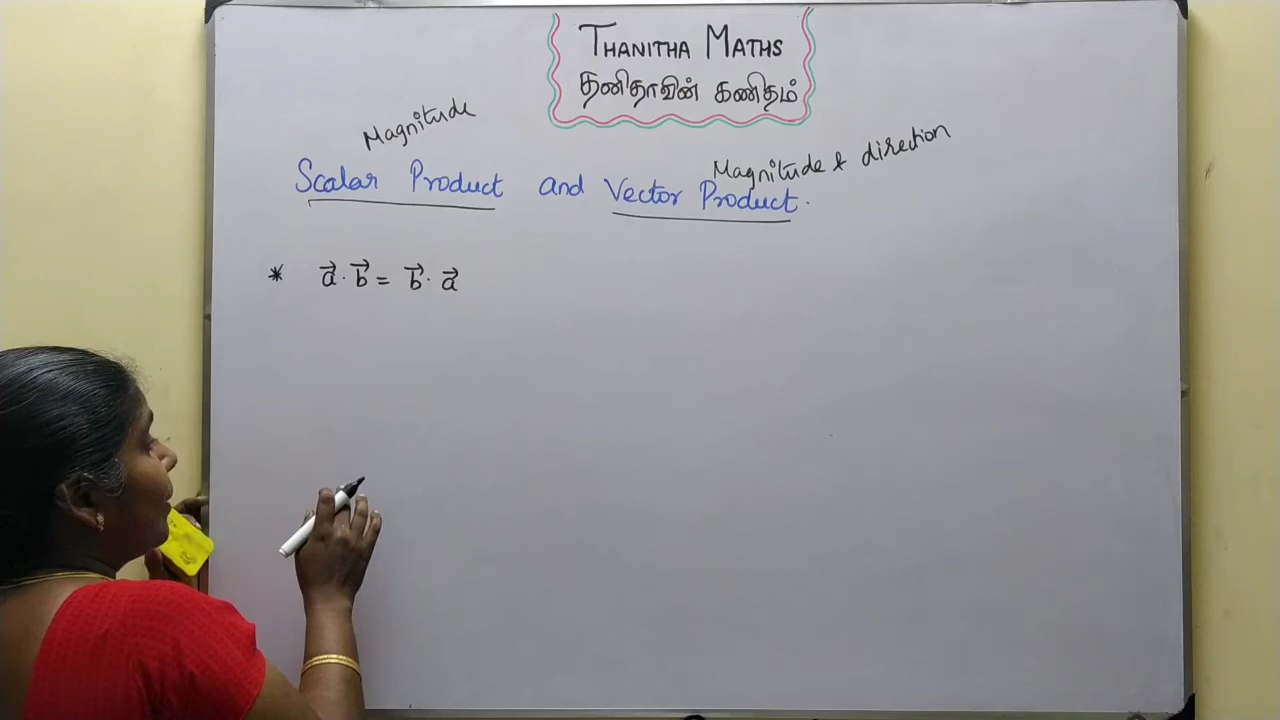 THANITHA MATHS
தனிதாவின் கணிதம்
Magnitude
Magnitude & direction
Scalar Product and Vector Product.
* a⃗ · b⃗ = b⃗ · a⃗